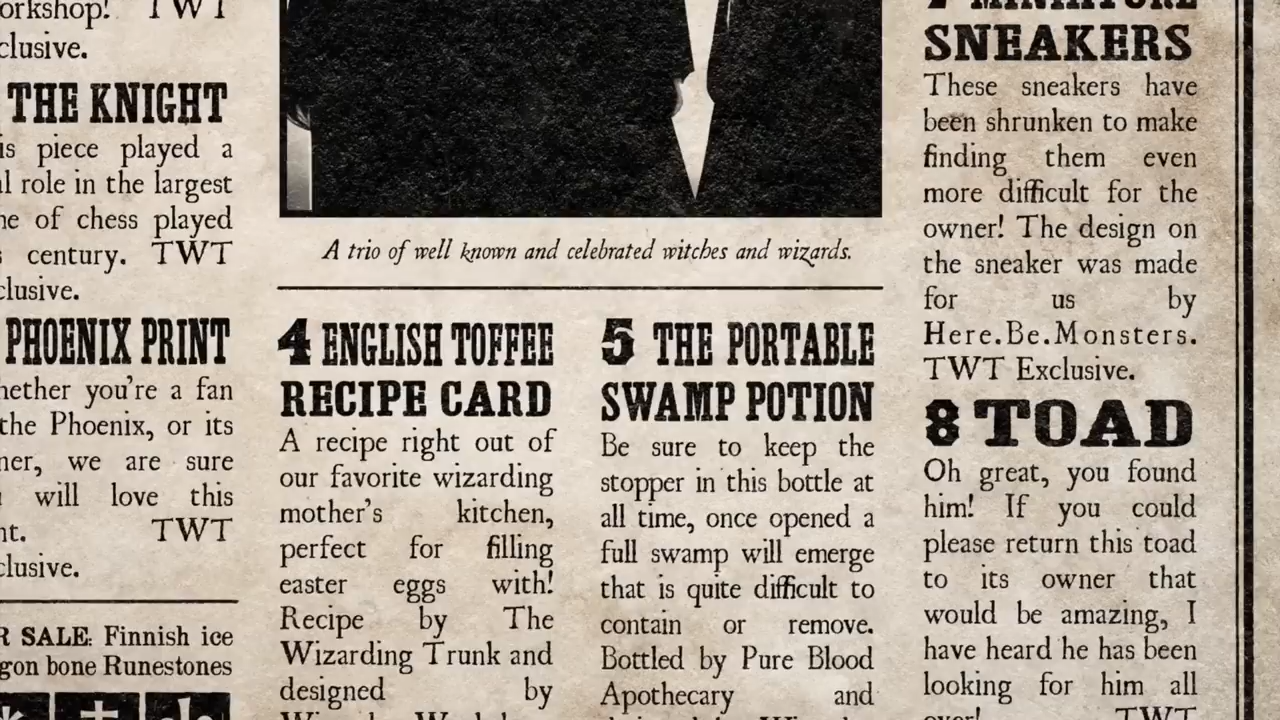 TWT
THE KNIGHT
piece played a
role in the largest
of chess played
century. TWT
PHOENIX PRINT
you're a fan
the Phoenix, or its
we are sure
will love this
TWT
SALE: Finnish ice
bone Runestones
A trio of well known and celebrated witches and wizards.
4 ENGLISH TOFFEE
RECIPE CARD
A recipe right out of
our favorite wizarding
mother's kitchen,
perfect for filling
easter eggs with!
Recipe by The
Wizarding Trunk and
designed by
5 THE PORTABLE
SWAMP POTION
Be sure to keep the
stopper in this bottle at
all time, once opened a
full swamp will emerge
that is quite difficult to
contain or remove.
Bottled by Pure Blood
Apothecary and
MINIATURE
SNEAKERS
These sneakers have
been shrunken to make
finding them even
more difficult for the
owner! The design on
the sneaker was made
for us by
Here.Be.Monsters.
TWT Exclusive.
8 TOAD
Oh great, you found
him! If you could
please return this toad
to its owner that
would be amazing, I
have heard he has been
looking for him all
over! TWT